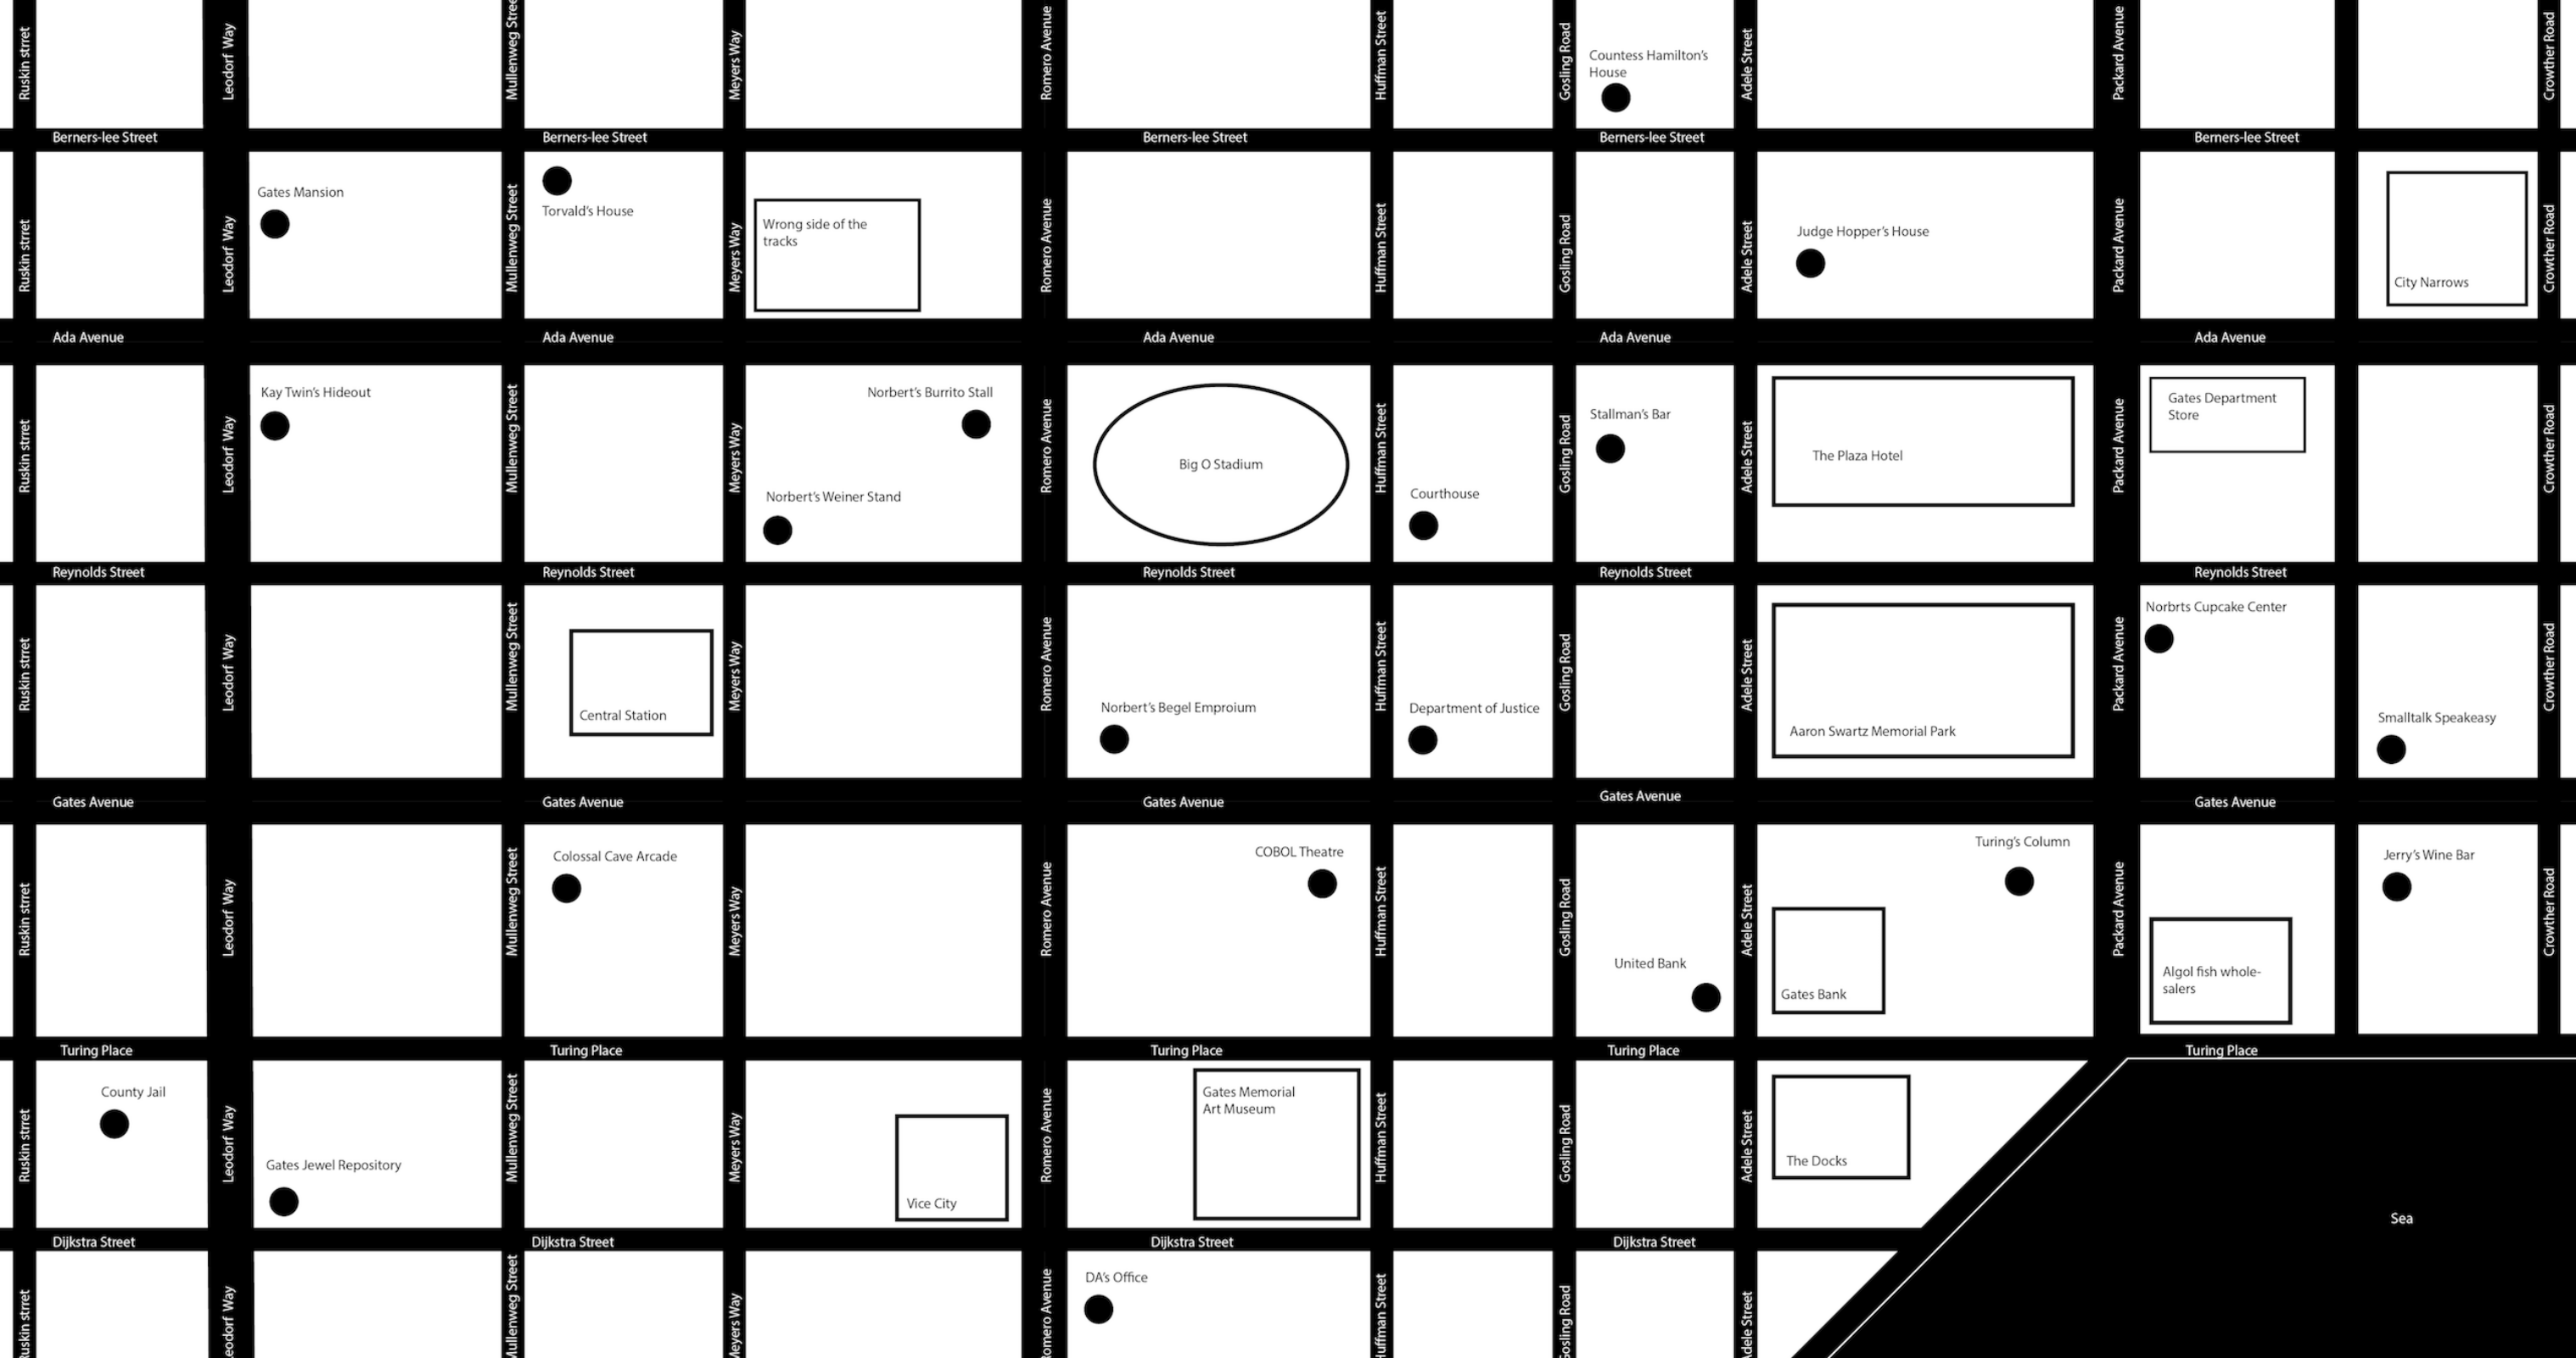 Ruskin strret
Leodorf Way
Mullenweg Stree
Meyers Way
Romero Avenue
Huffman Street
Gosling Road
Countess Hamilton's
House
Adele Street
Packard Avenue
Crowther Road
Berners-lee Street
Berners-lee Street
Berners-lee Street
Berners-lee Street
Berners-lee Street
Ruskin strret
Leodorf Way
Gates Mansion
Mullenweg Street
Torvald's House
Meyers Way
Wrong side of the
tracks
Romero Avenue
Huffman Street
Gosling Road
Adele Street
Judge Hopper's House
Packard Avenue
City Narrows
Crowther Road
Ada Avenue
Ada Avenue
Ada Avenue
Ada Avenue
Ada Avenue
Ruskin strret
Leodorf Way
Kay Twin's Hideout
Mullenweg Street
Meyers Way
Norbert's Burrito Stall
Norbert's Weiner Stand
Romero Avenue
Big O Stadium
Huffman Street
Courthouse
Gosling Road
Stallman's Bar
Adele Street
The Plaza Hotel
Packard Avenue
Gates Department
Store
Crowther Road
Reynolds Street
Reynolds Street
Reynolds Street
Reynolds Street
Reynolds Street
Ruskin strret
Leodorf Way
Mullenweg Street
Central Station
Meyers Way
Romero Avenue
Norbert's Begel Emproium
Huffman Street
Department of Justice
Gosling Road
Adele Street
Aaron Swartz Memorial Park
Packard Avenue
Norbrts Cupcake Center
Smalltalk Speakeasy
Crowther Road
Gates Avenue
Gates Avenue
Gates Avenue
Gates Avenue
Gates Avenue
Ruskin strret
Leodorf Way
Mullenweg Street
Colossal Cave Arcade
Meyers Way
Romero Avenue
COBOL Theatre
Huffman Street
Gosling Road
United Bank
Adele Street
Gates Bank
Turing's Column
Packard Avenue
Algol fish whole-
salers
Jerry's Wine Bar
Crowther Road
Turing Place
Turing Place
Turing Place
Turing Place
Turing Place
Ruskin strret
County Jail
Leodorf Way
Gates Jewel Repository
Mullenweg Street
Meyers Way
Vice City
Romero Avenue
Gates Memorial
Art Museum
Huffman Street
Gosling Road
Adele Street
The Docks
Sea
Dijkstra Street
Dijkstra Street
Dijkstra Street
Dijkstra Street
uskin strret
eodorf Way
Mullenweg Street
Meyers Way
Romero Avenue
DA's Office
Huffman Street
Gosling Road
Adele Street